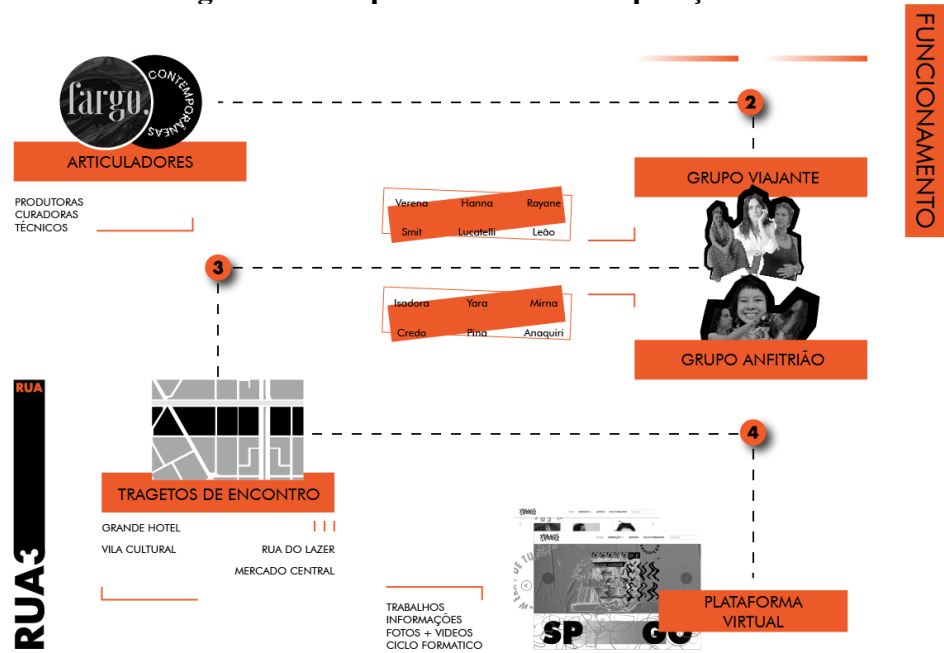 FUNCIONAMENTO
fargo.
CONTEMPORÂNEAS
ARTICULADORES
PRODUTORAS
CURADORAS
TÉCNICOS
2
GRUPO VIAJANTE
Verena Hanna Rayane
Smit Lucatelli Leão
3
Isadora Yara Mirna
Credo Pina Anaquiri
GRUPO ANFITRIÃO
RUA
RUA3
4
TRAGETOS DE ENCONTRO
GRANDE HOTEL
VILA CULTURAL
RUA DO LAZER
MERCADO CENTRAL
TRABALHOS
INFORMAÇÕES
FOTOS + VIDEOS
CICLO FORMATICO
SP GO
PLATAFORMA
VIRTUAL